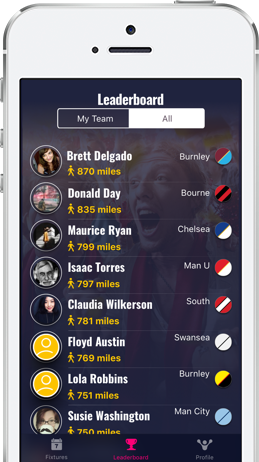 Leaderboard
My Team
All
Brett Delgado
Burnley
870 miles
Donald Day
Bourne
835 miles
Maurice Ryan
Chelsea
799 miles
Isaac Torres
Man U
797 miles
Claudia Wilkerson
South
781 miles
Floyd Austin
Swansea
769 miles
Lola Robbins
Burnley
751 miles
Susie Washington
Man City
750 miles
7
Fixtures
Leaderboard
Profile